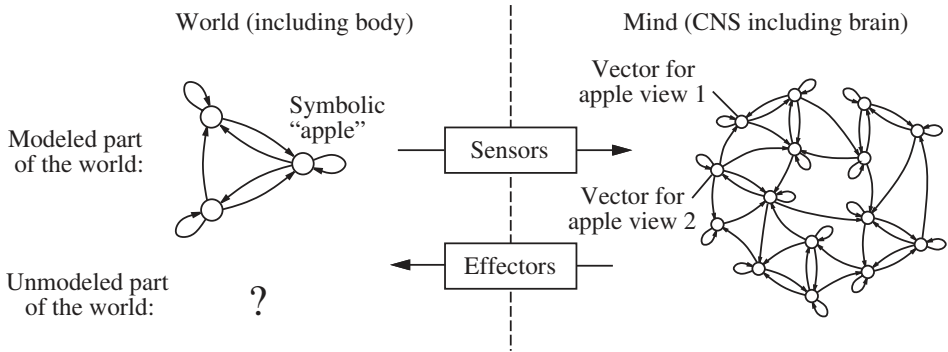 World (including body)
Mind (CNS including brain)
Vector for
apple view 1
Symbolic
“apple”
Modeled part
of the world:
Sensors
Vector for
apple view 2
Effectors
Unmodeled part
of the world:
?